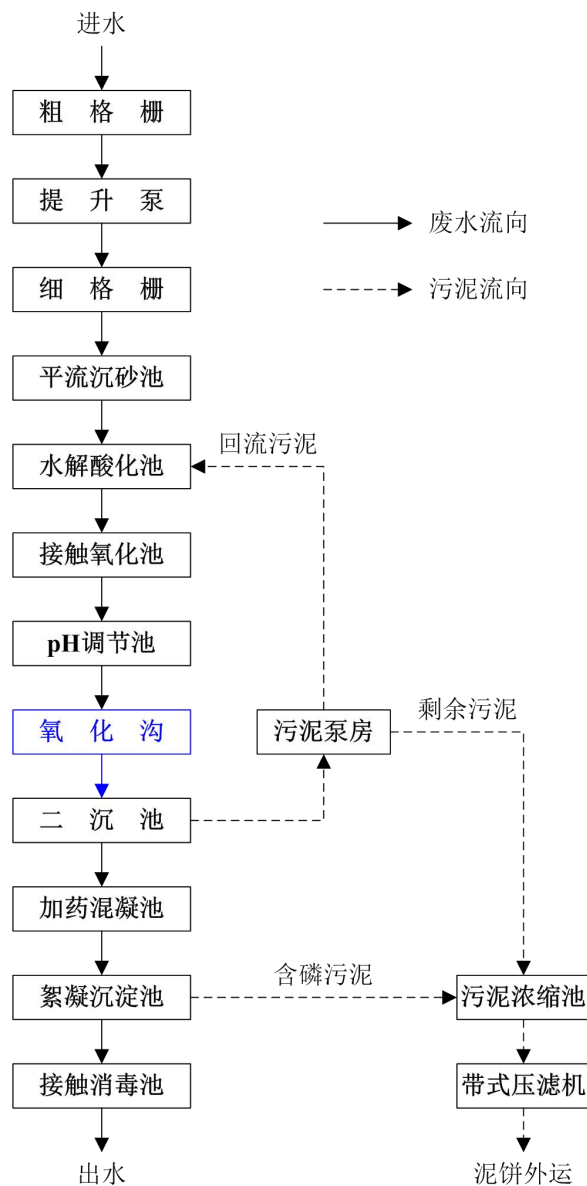 进水
粗 格 栅
提 升 泵
废水流向
细 格 栅
污泥流向
平流沉砂池
回流污泥
水解酸化池
接触氧化池
pH调节池
剩余污泥
氧 化 沟
污泥泵房
二 沉 池
加药混凝池
含磷污泥
絮凝沉淀池
污泥浓缩池
接触消毒池
带式压滤机
出水
泥饼外运